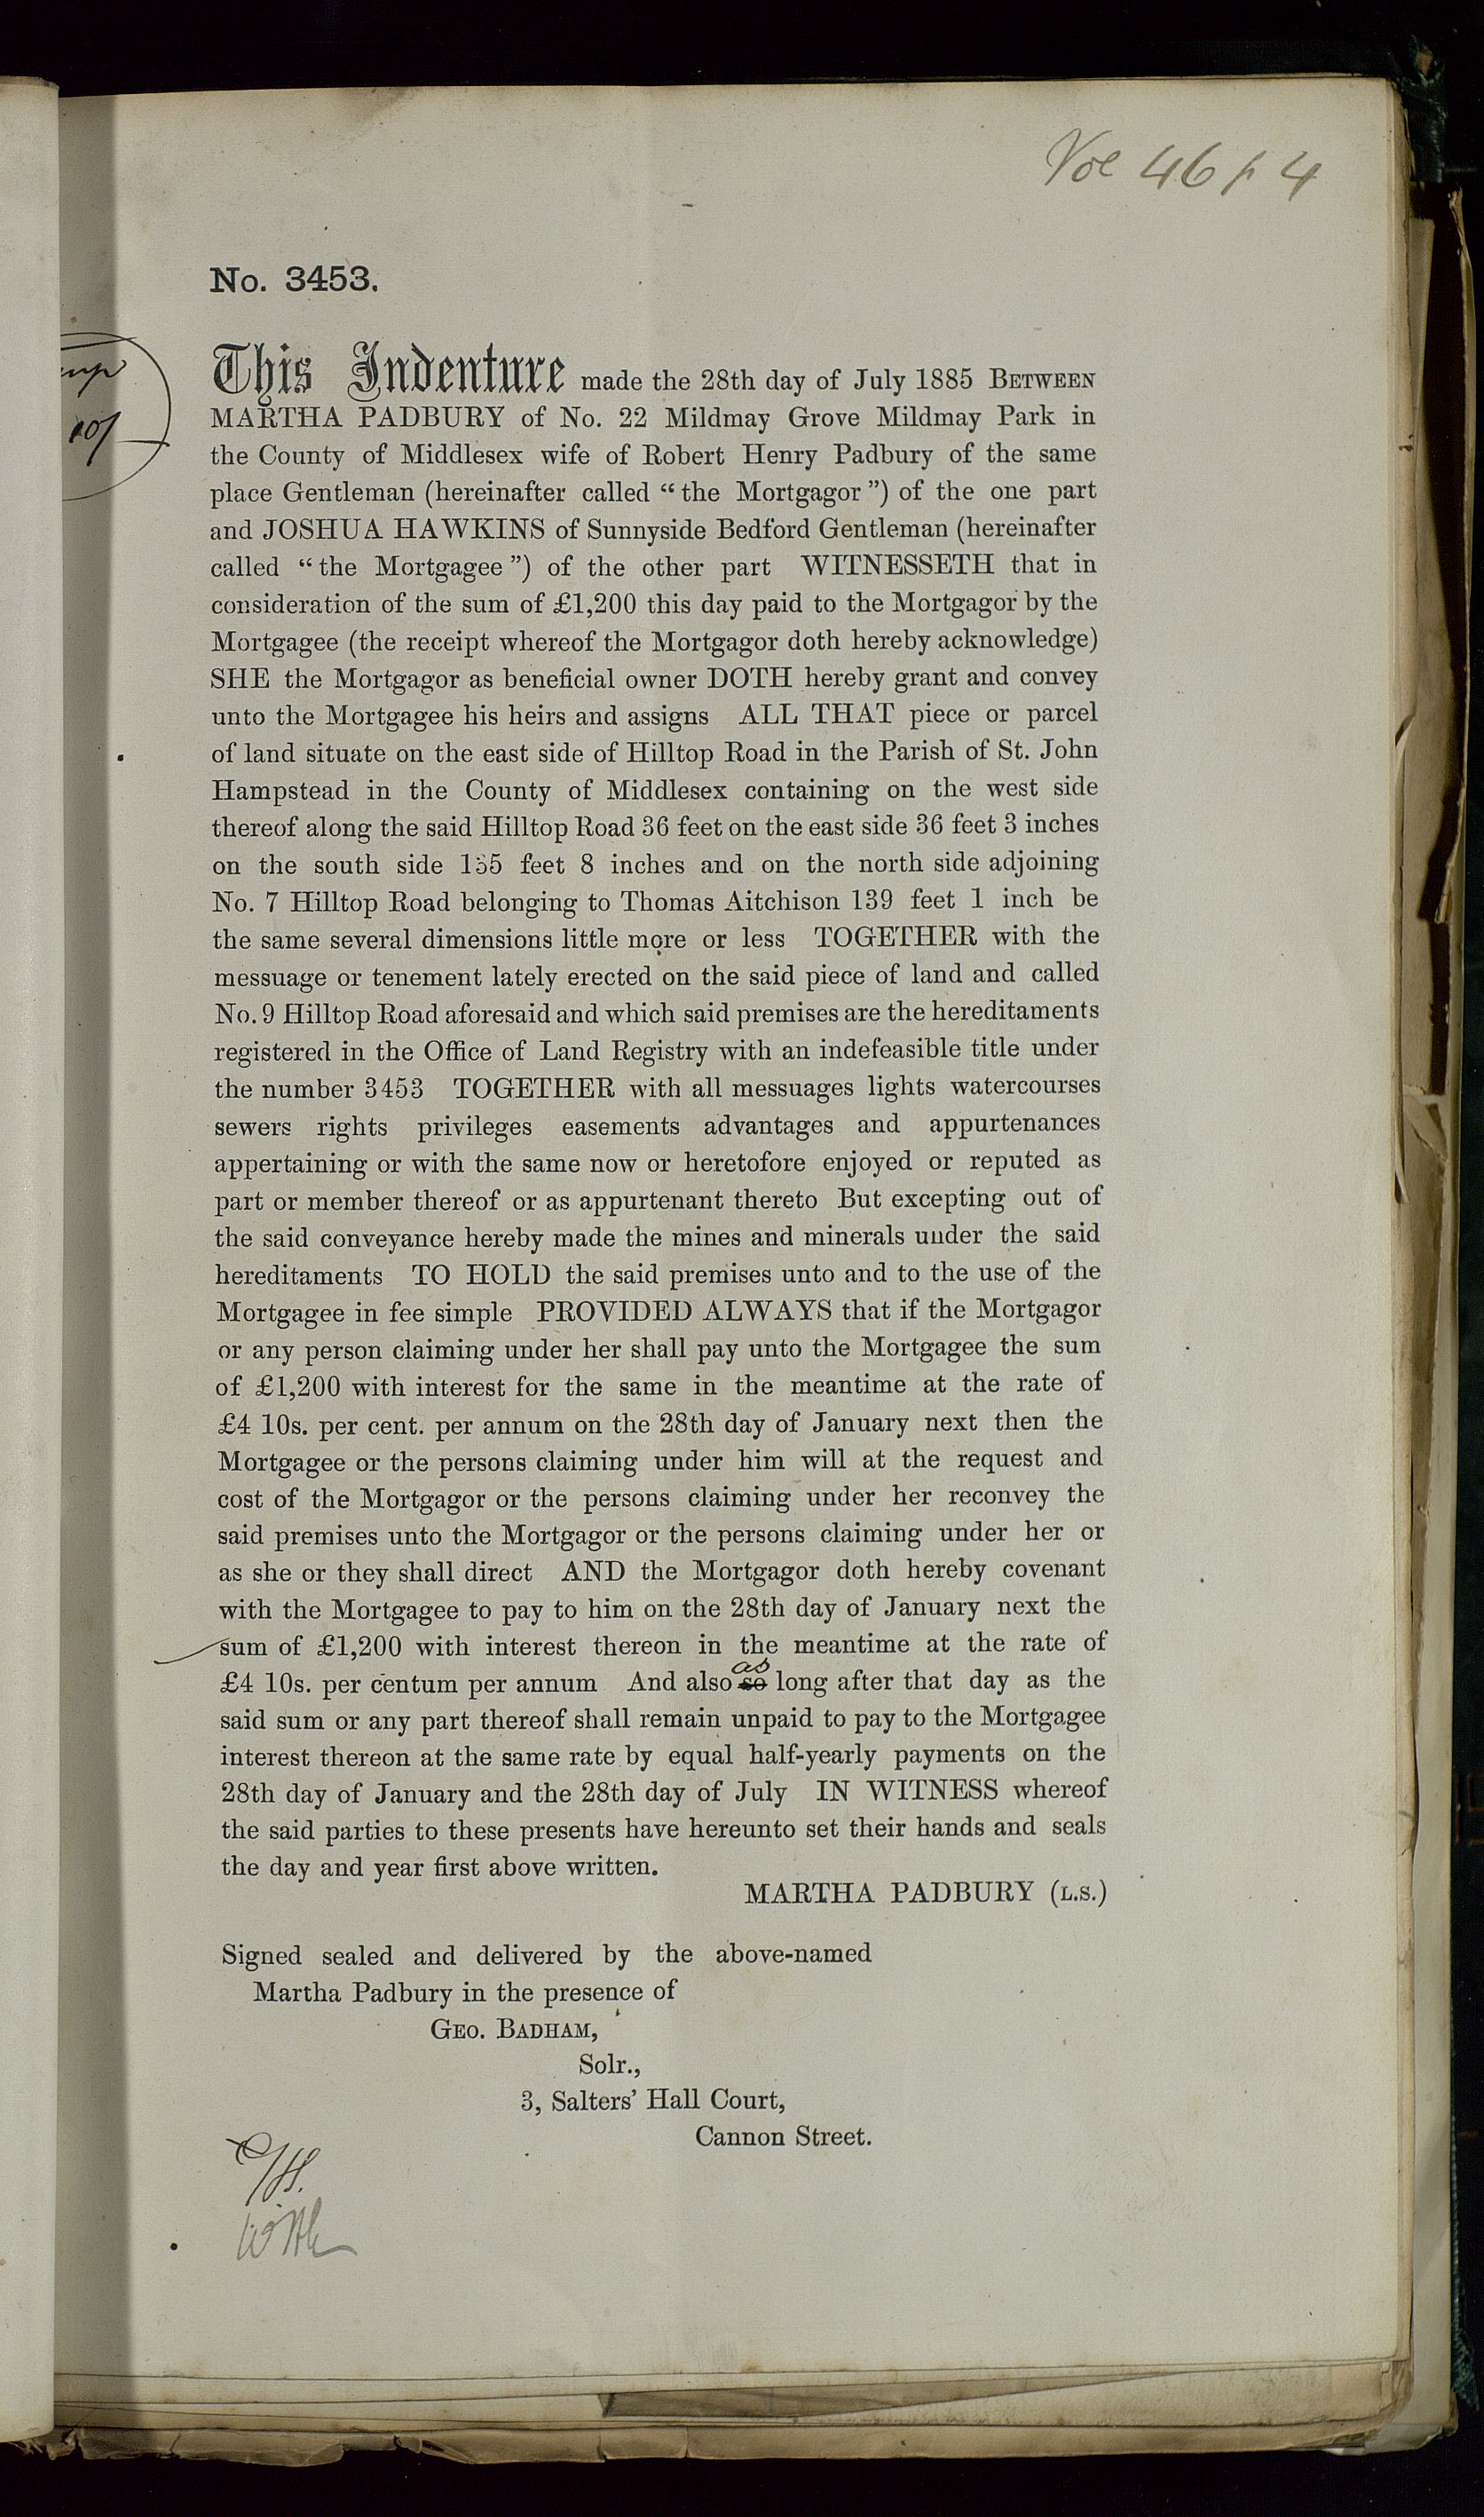 Vol 46 p 4
No. 3453.
This Indenture made the 28th day of July 1885 BETWEEN
MARTHA PADBURY of No. 22 Mildmay Grove Mildmay Park in
the County of Middlesex wife of Robert Henry Padbury of the same
place Gentleman (hereinafter called “the Mortgagor”) of the one part
and JOSHUA HAWKINS of Sunnyside Bedford Gentleman (hereinafter
called “the Mortgagee”) of the other part WITNESSETH that in
consideration of the sum of £1,200 this day paid to the Mortgagor by the
Mortgagee (the receipt whereof the Mortgagor doth hereby acknowledge)
SHE the Mortgagor as beneficial owner DOTH hereby grant and convey
unto the Mortgagee his heirs and assigns ALL THAT piece or parcel
of land situate on the east side of Hilltop Road in the Parish of St. John
Hampstead in the County of Middlesex containing on the west side
thereof along the said Hilltop Road 36 feet on the east side 36 feet 3 inches
on the south side 135 feet 8 inches and on the north side adjoining
No. 7 Hilltop Road belonging to Thomas Aitchison 139 feet 1 inch be
the same several dimensions little more or less TOGETHER with the
messuage or tenement lately erected on the said piece of land and called
No. 9 Hilltop Road aforesaid and which said premises are the hereditaments
registered in the Office of Land Registry with an indefeasible title under
the number 3453 TOGETHER with all messuages lights watercourses
sewers rights privileges easements advantages and appurtenances
appertaining or with the same now or heretofore enjoyed or reputed as
part or member thereof or as appurtenant thereto But excepting out of
the said conveyance hereby made the mines and minerals under the said
hereditaments TO HOLD the said premises unto and to the use of the
Mortgagee in fee simple PROVIDED ALWAYS that if the Mortgagor
or any person claiming under her shall pay unto the Mortgagee the sum
of £1,200 with interest for the same in the meantime at the rate of
£4 10s. per cent. per annum on the 28th day of January next then the
Mortgagee or the persons claiming under him will at the request and
cost of the Mortgagor or the persons claiming under her reconvey the
said premises unto the Mortgagor or the persons claiming under her or
as she or they shall direct AND the Mortgagor doth hereby covenant
with the Mortgagee to pay to him on the 28th day of January next the
sum of £1,200 with interest thereon in the meantime at the rate of
as
£4 10s. per centum per annum And also so long after that day as the
said sum or any part thereof shall remain unpaid to pay to the Mortgagee
interest thereon at the same rate by equal half-yearly payments on the
28th day of January and the 28th day of July IN WITNESS whereof
the said parties to these presents have hereunto set their hands and seals
the day and year first above written.
MARTHA PADBURY (L.S.)
Signed sealed and delivered by the above-named
Martha Padbury in the presence of
GEO. BADHAM,
Solr.,
3, Salters’ Hall Court,
Cannon Street.